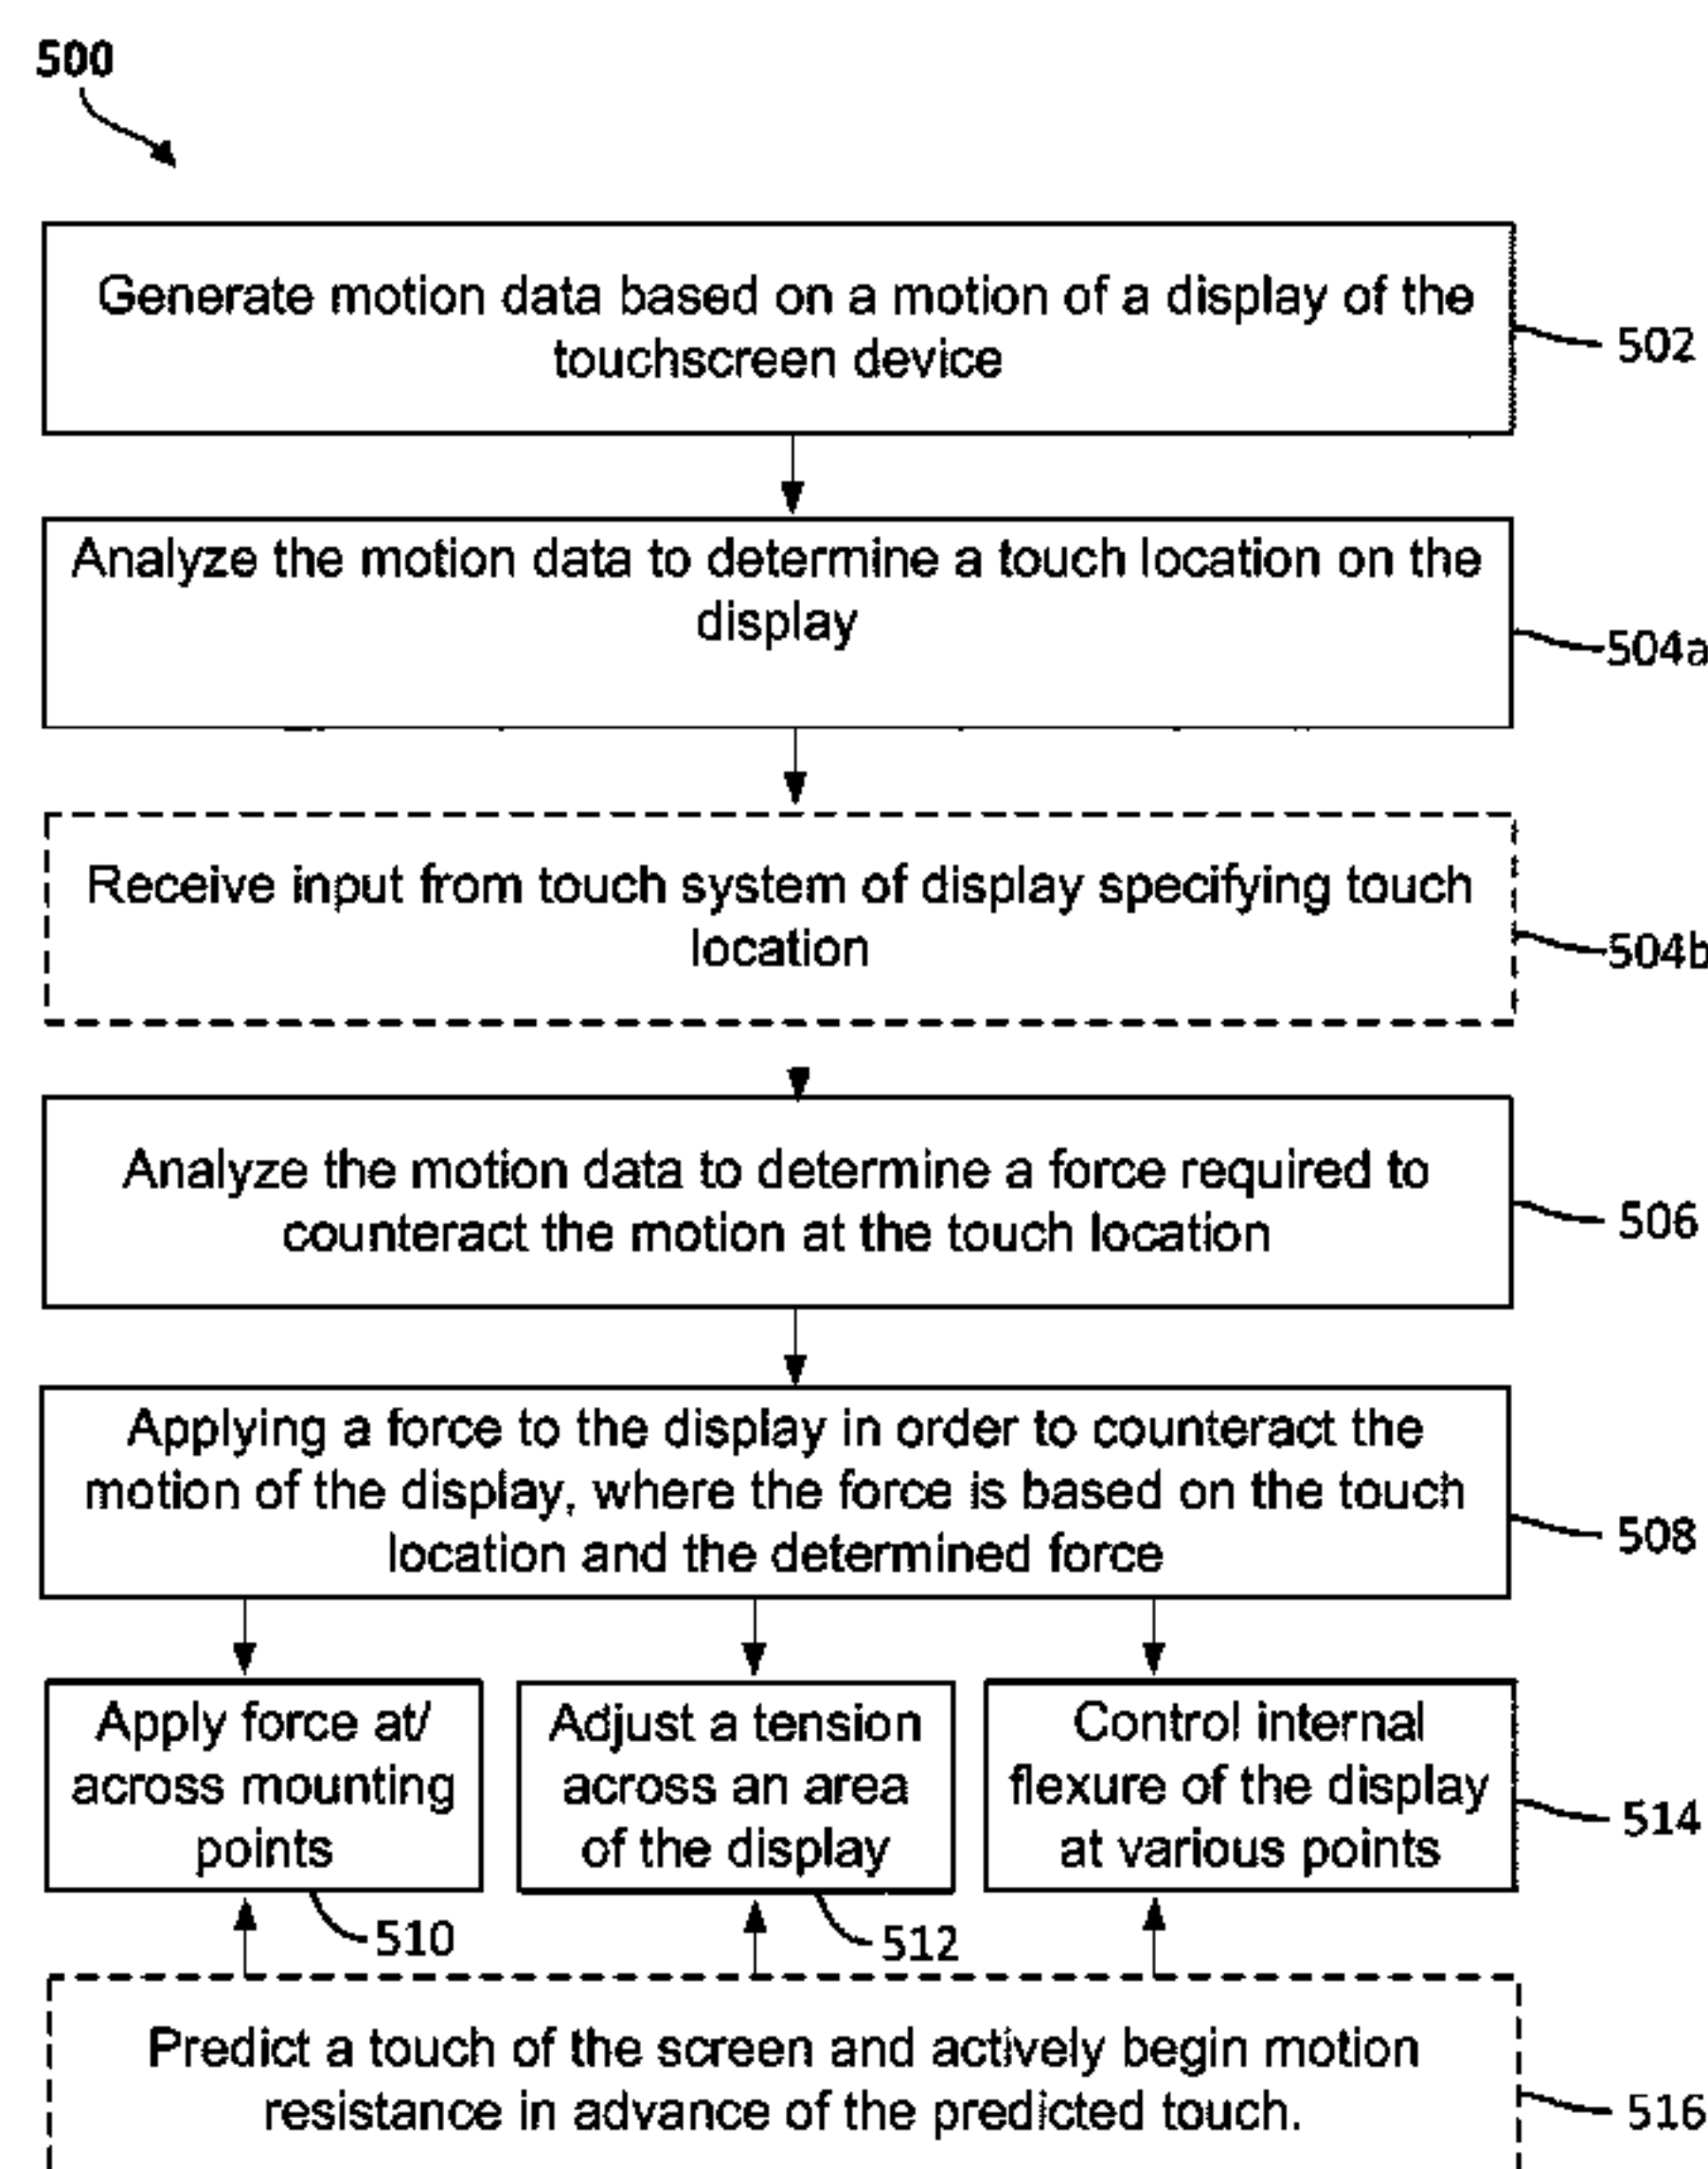 500
Generate motion data based on a motion of a display of the
touchscreen device
502
Analyze the motion data to determine a touch location on the
display
504a
Receive input from touch system of display specifying touch
location
504b
Analyze the motion data to determine a force required to
counteract the motion at the touch location
506
Applying a force to the display in order to counteract the
motion of the display, where the force is based on the touch
location and the determined force
508
Apply force at/
across mounting
points
510
Adjust a tension
across an area
of the display
512
Control internal
flexure of the display
at various points
514
Predict a touch of the screen and actively begin motion
resistance in advance of the predicted touch.
516